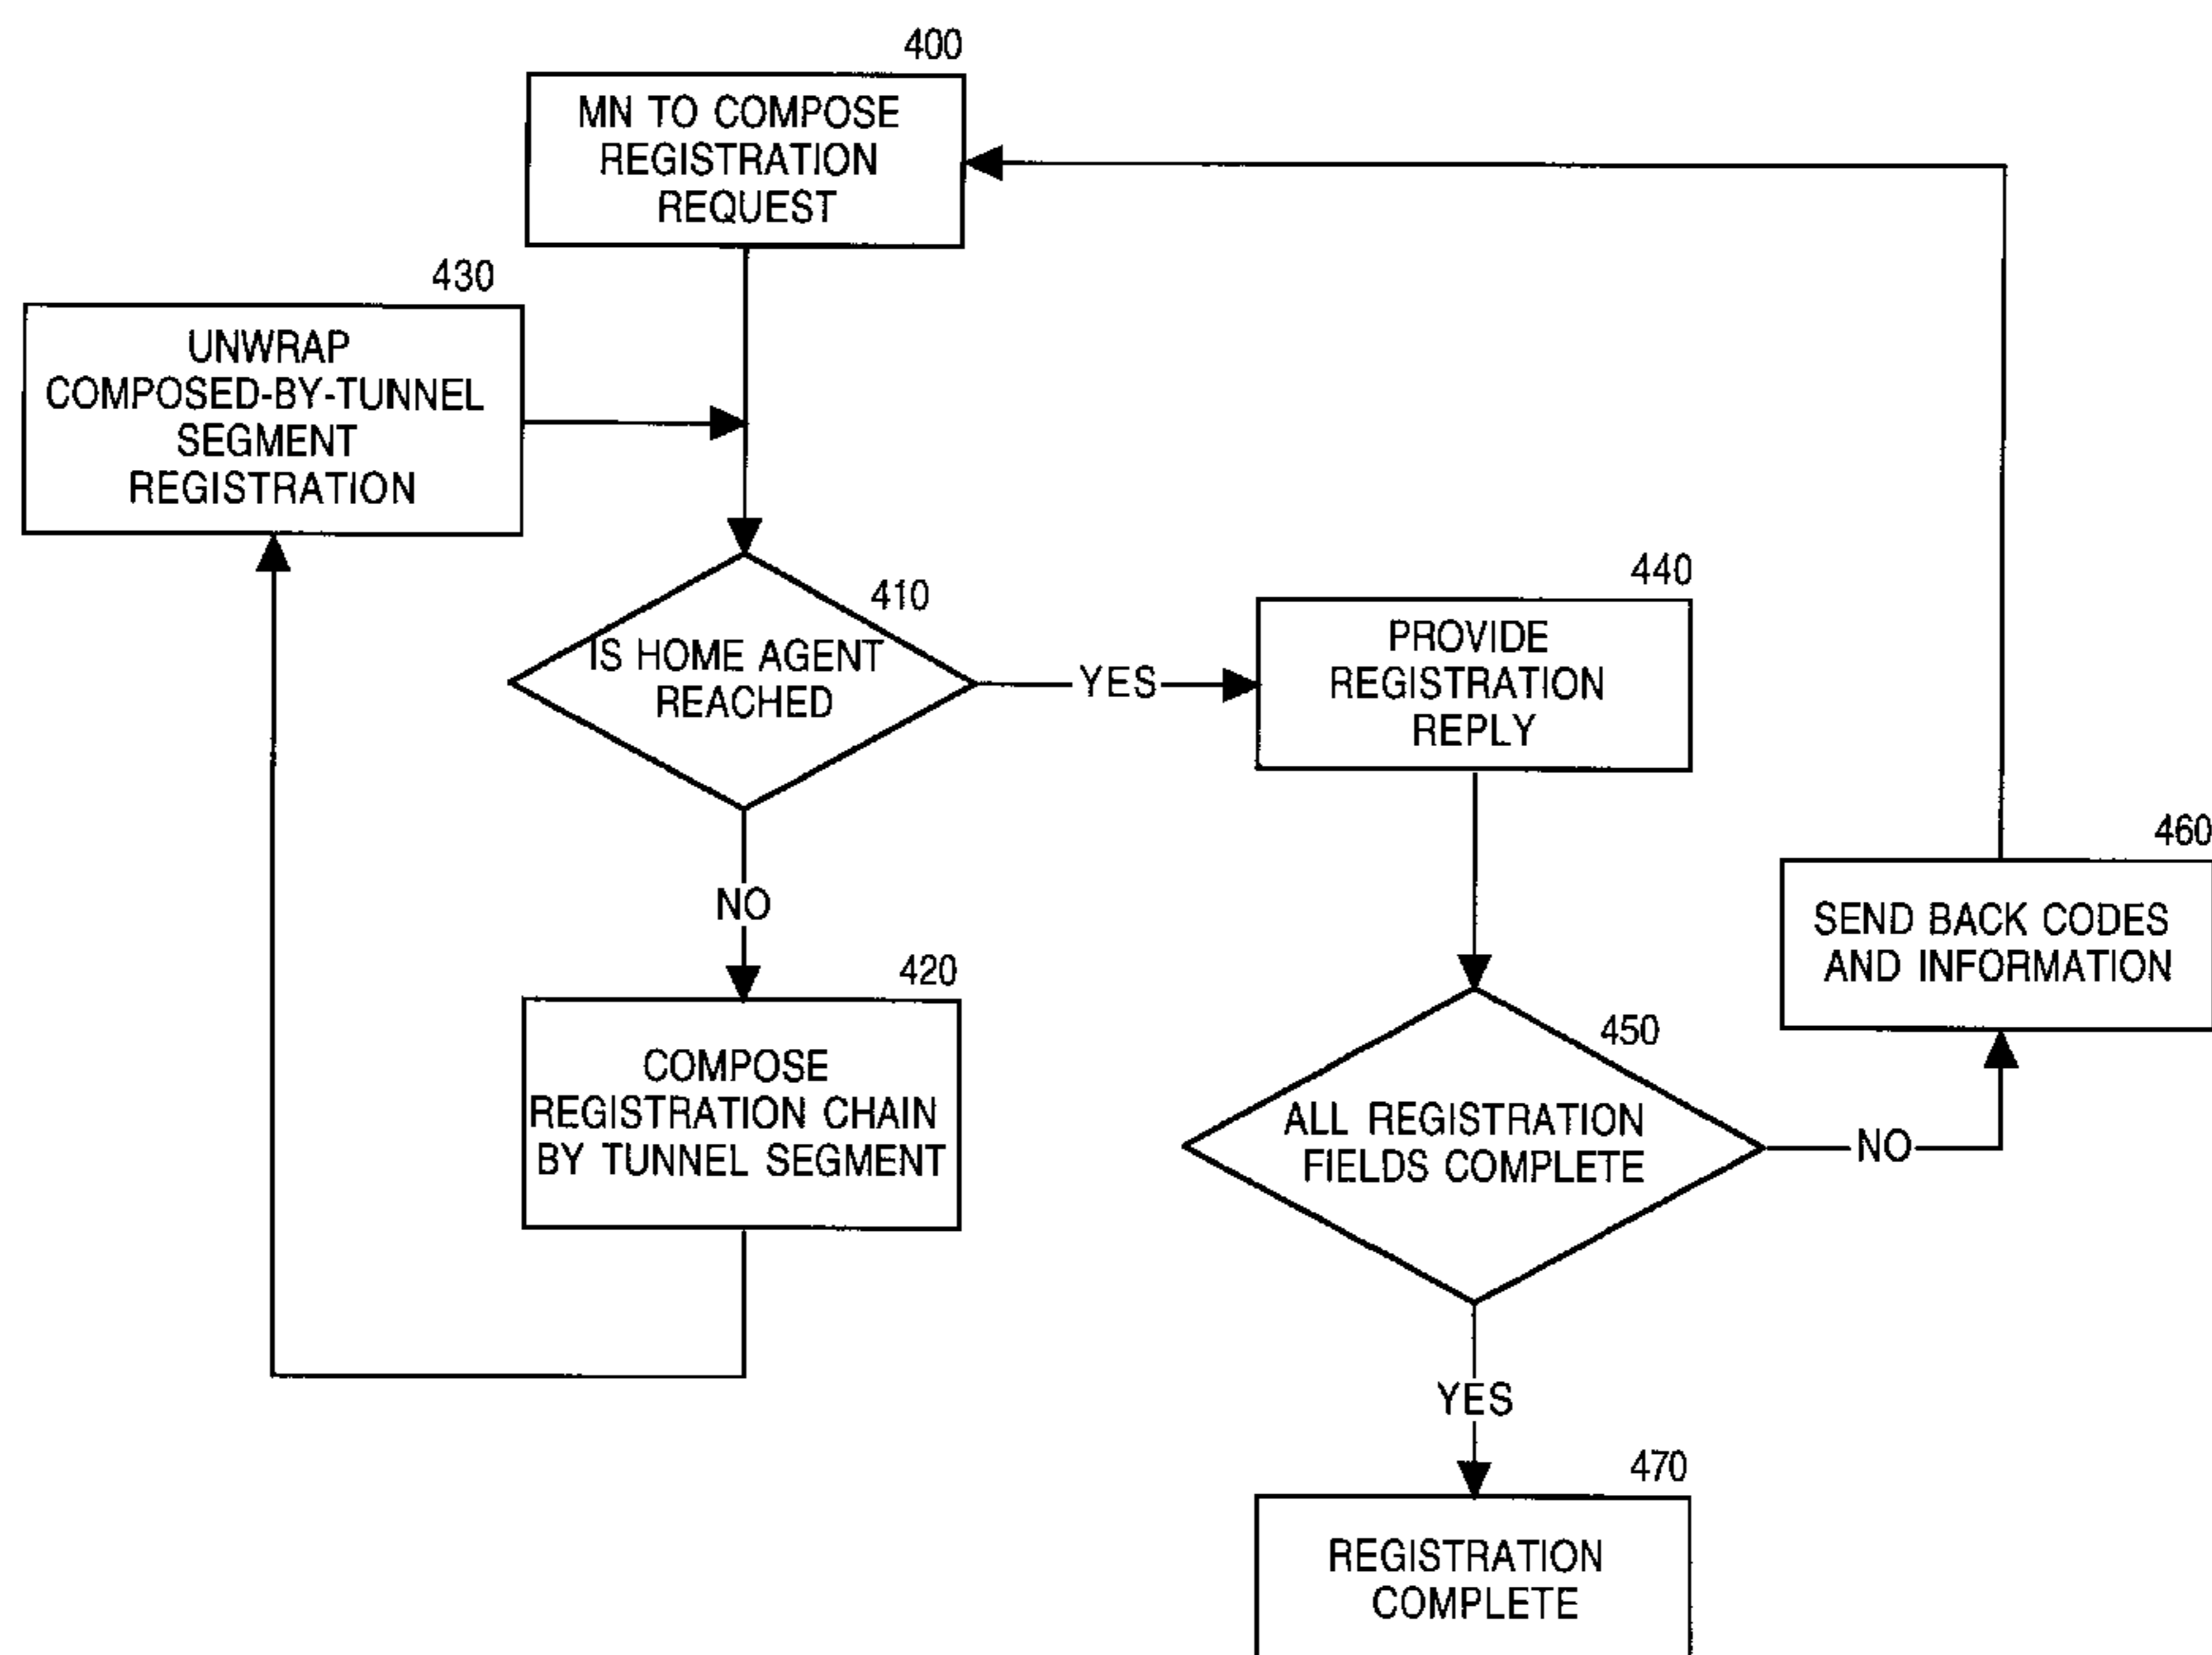 400
MN TO COMPOSE
REGISTRATION
REQUEST
430
UNWRAP
COMPOSED-BY-TUNNEL
SEGMENT
REGISTRATION
410
IS HOME AGENT
REACHED
YES
440
PROVIDE
REGISTRATION
REPLY
NO
460
SEND BACK CODES
AND INFORMATION
420
COMPOSE
REGISTRATION CHAIN
BY TUNNEL SEGMENT
450
ALL REGISTRATION
FIELDS COMPLETE
NO
YES
470
REGISTRATION
COMPLETE